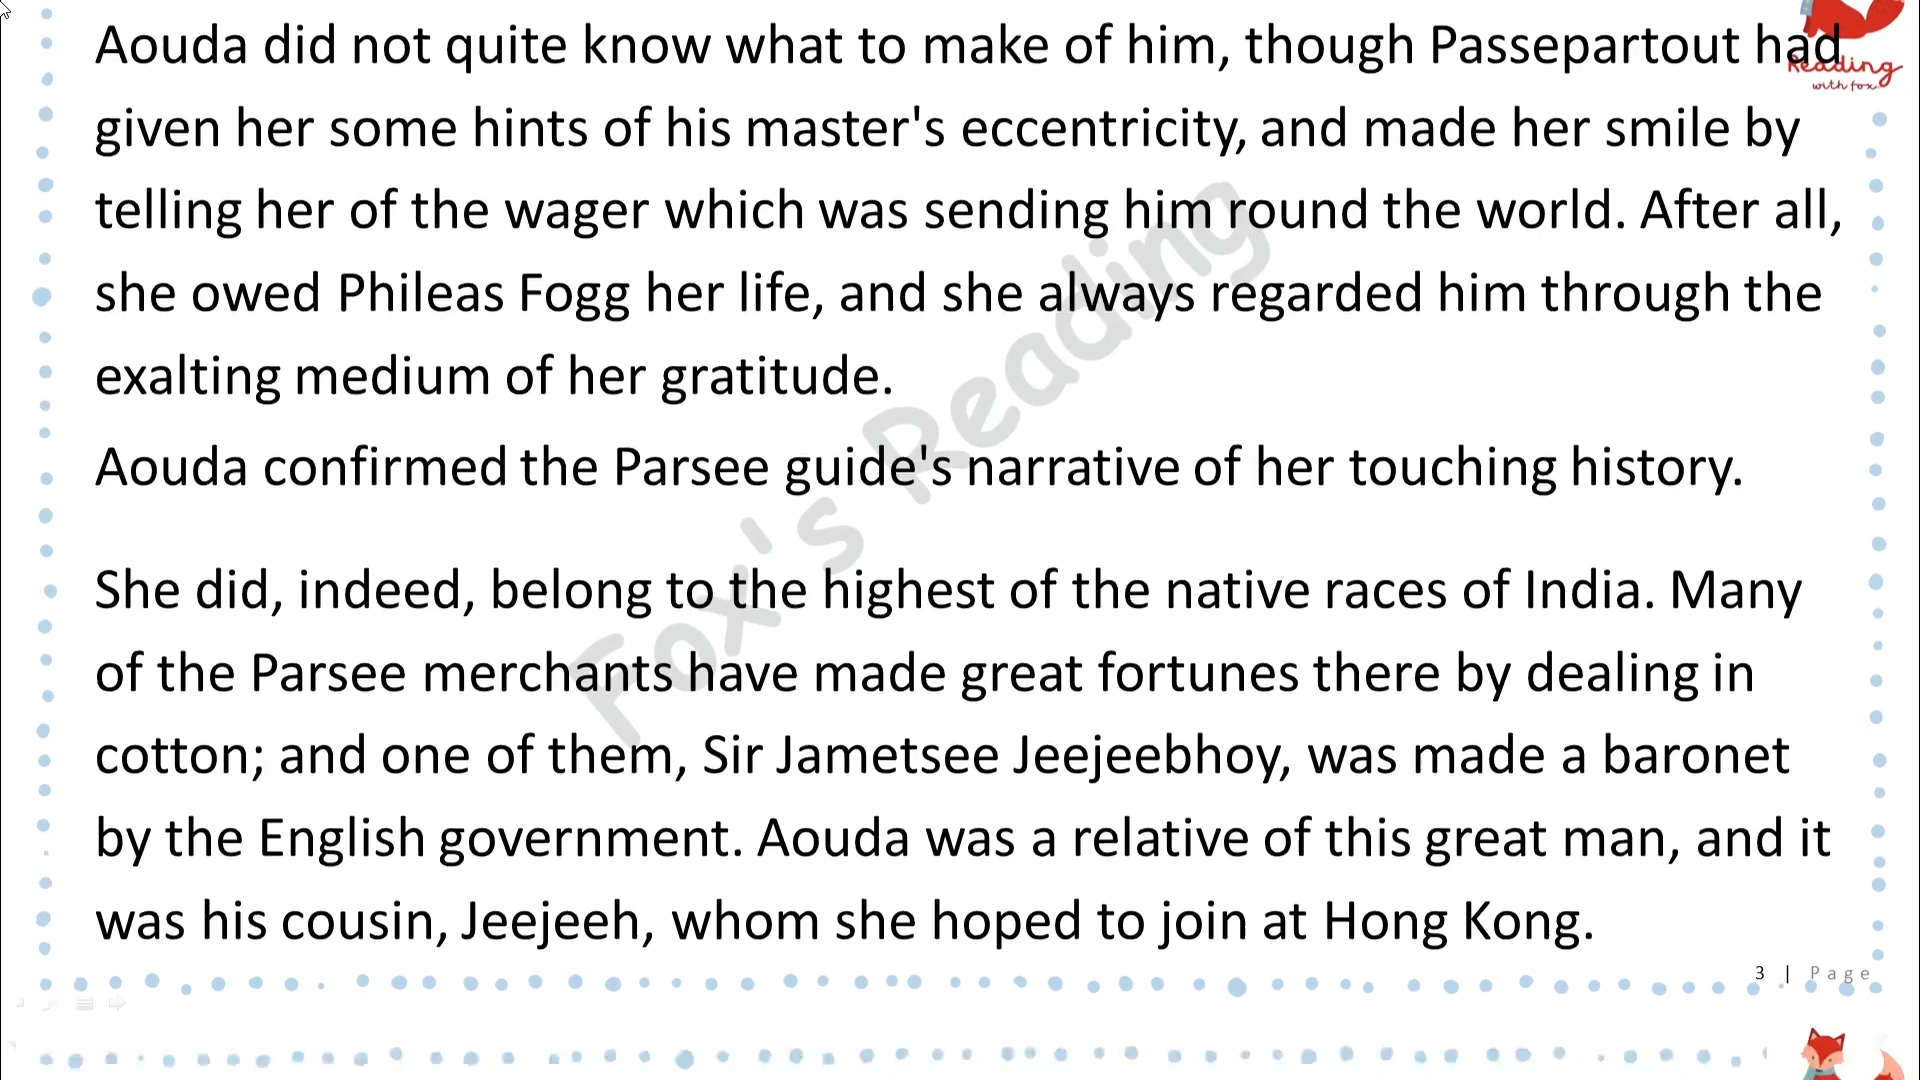 Aouda did not quite know what to make of him, though Passepartout had
given her some hints of his master's eccentricity, and made her smile by
telling her of the wager which was sending him round the world. After all,
she owed Phileas Fogg her life, and she always regarded him through the
exalting medium of her gratitude.
Aouda confirmed the Parsee guide's narrative of her touching history.
She did, indeed, belong to the highest of the native races of India. Many
of the Parsee merchants have made great fortunes there by dealing in
cotton; and one of them, Sir Jametsee Jeejeebhoy, was made a baronet
by the English government. Aouda was a relative of this great man, and it
was his cousin, Jeejeeh, whom she hoped to join at Hong Kong.
3 | Page
Reading
with fox
Fox's Reading